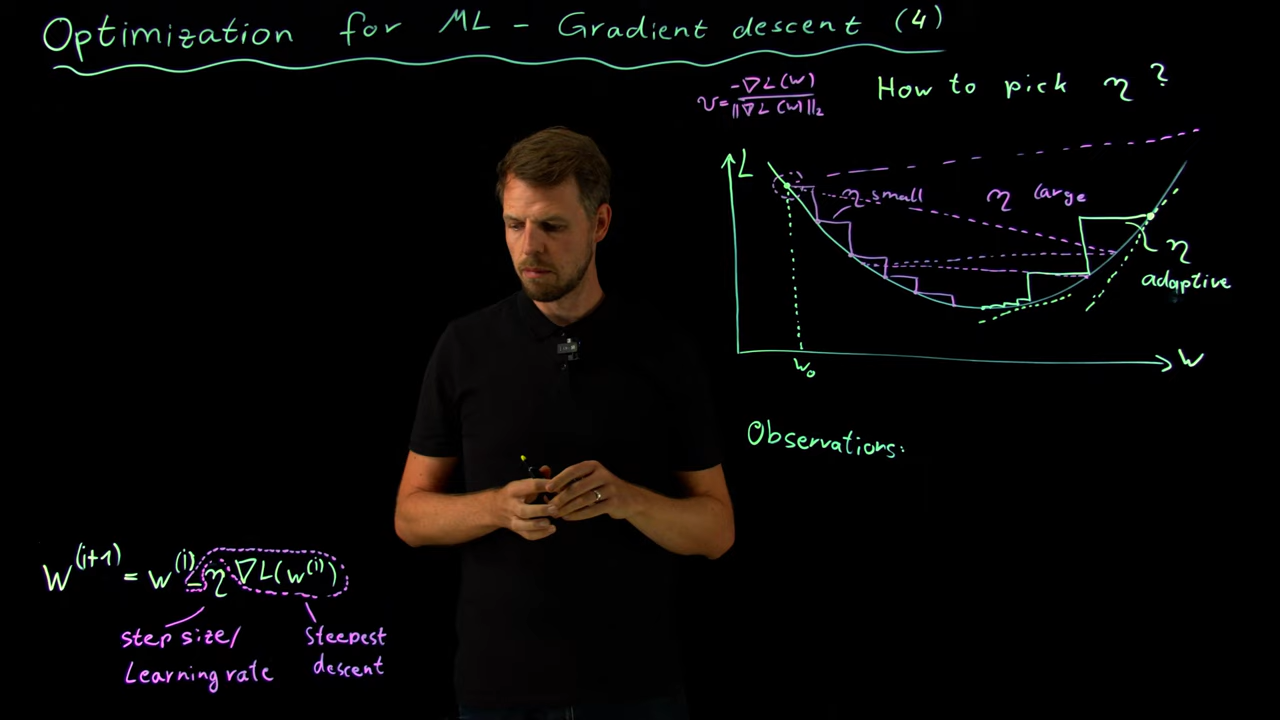 Optimization for ML - Gradient descent (4)
v = -∇L(w) / ||∇L(w)||₂
How to pick η ?
L
η small
η large
η
adaptive
w₀
w
Observations:
w^(i+1) = w^(i) - η ∇L(w^(i))
step size/
Learning rate
steepest
descent